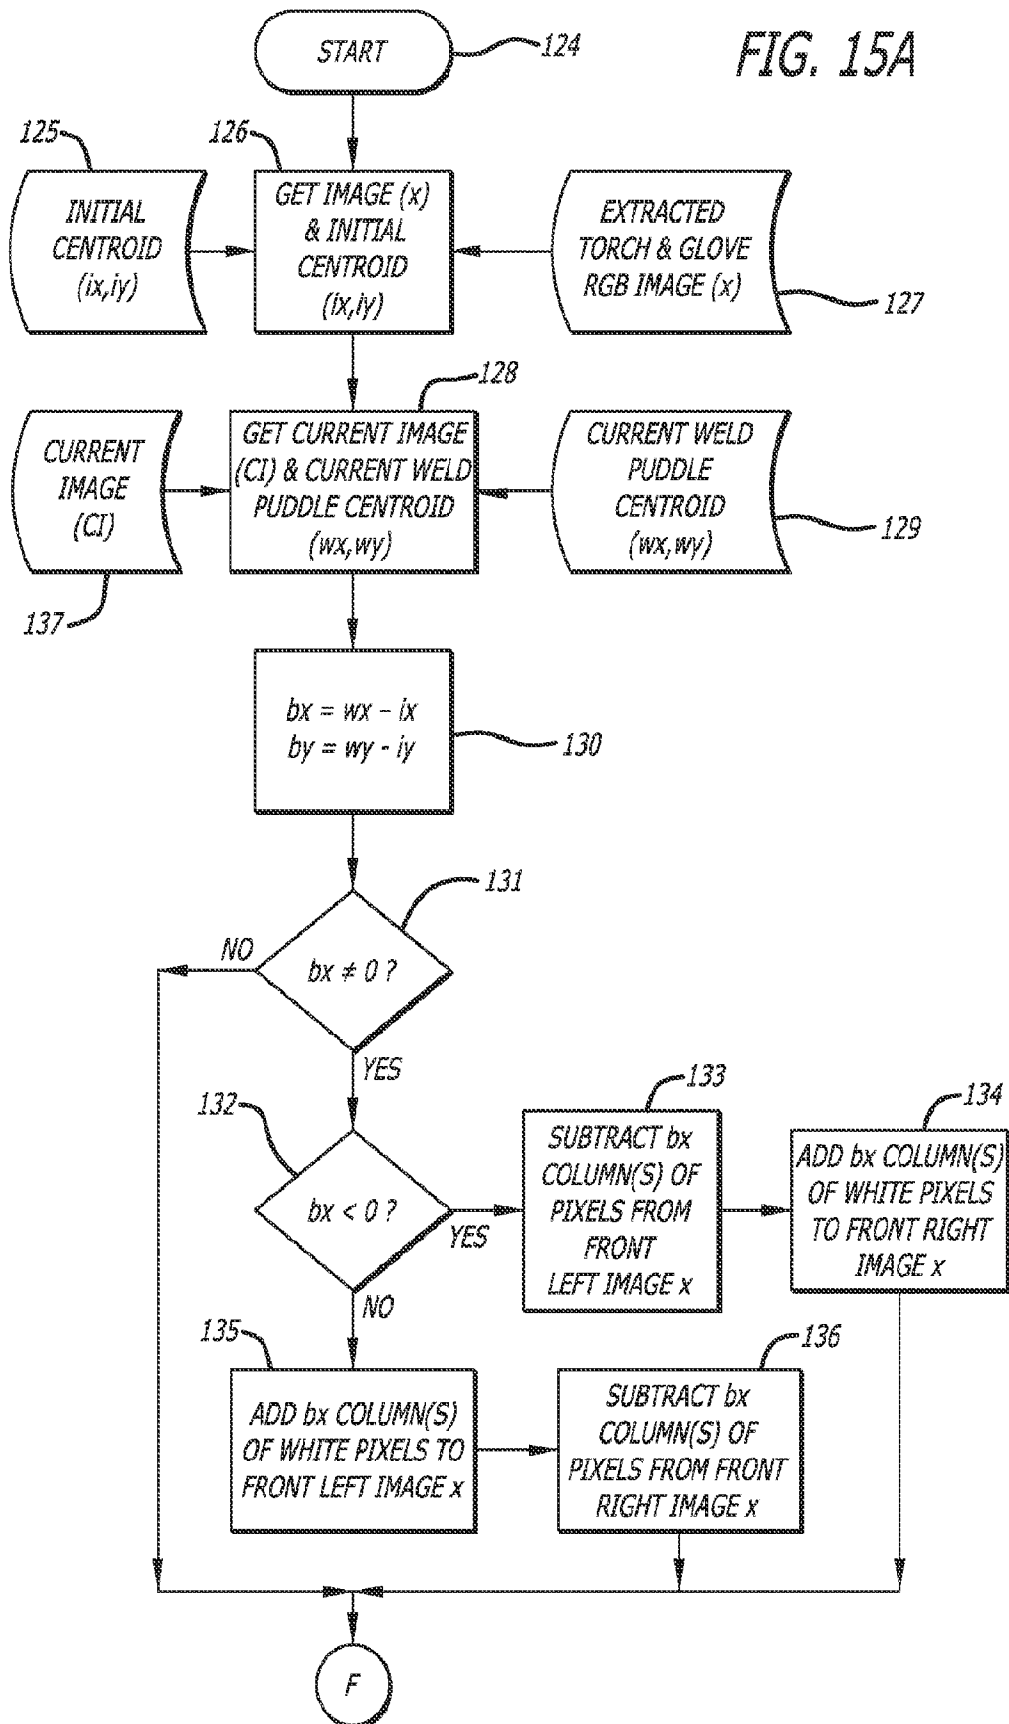 START
124
FIG. 15A
125
126
INITIAL
CENTROID
(ix,iy)
GET IMAGE (x)
& INITIAL
CENTROID
(ix,iy)
EXTRACTED
TORCH & GLOVE
RGB IMAGE (x)
127
128
CURRENT
IMAGE
(CI)
GET CURRENT IMAGE
(CI) & CURRENT WELD
PUDDLE CENTROID
(wx,wy)
CURRENT WELD
PUDDLE
CENTROID
(wx,wy)
129
137
bx = wx – ix
by = wy - iy
130
131
NO
bx ≠ 0 ?
YES
132
133
134
bx < 0 ?
YES
SUBTRACT bx
COLUMN(S) OF
PIXELS FROM
FRONT
LEFT IMAGE x
ADD bx COLUMN(S)
OF WHITE PIXELS
TO FRONT RIGHT
IMAGE x
NO
135
136
ADD bx COLUMN(S)
OF WHITE PIXELS TO
FRONT LEFT IMAGE x
SUBTRACT bx
COLUMN(S) OF
PIXELS FROM FRONT
RIGHT IMAGE x
F